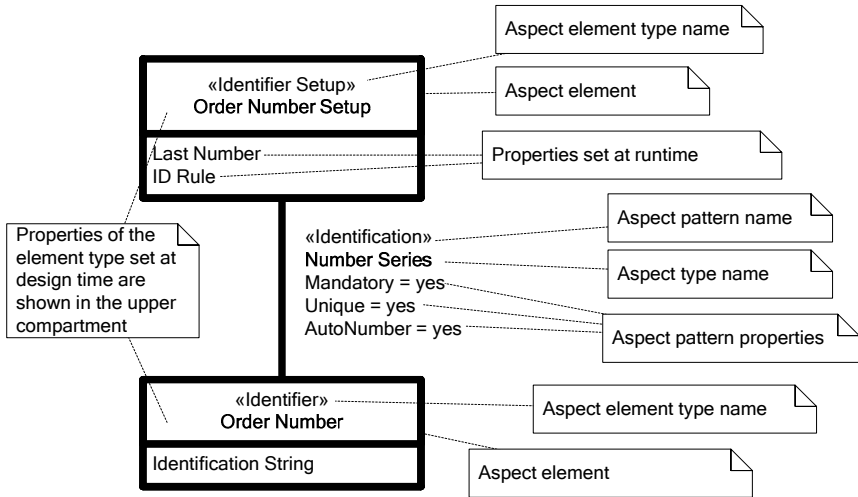 Aspect element type name
«Identifier Setup»
Order Number Setup
Aspect element
Last Number
ID Rule
Properties set at runtime
Properties of the
element type set at
design time are
shown in the upper
compartment
«Identification»
Number Series
Mandatory = yes
Unique = yes
AutoNumber = yes
Aspect pattern name
Aspect type name
Aspect pattern properties
«Identifier»
Order Number
Aspect element type name
Identification String
Aspect element